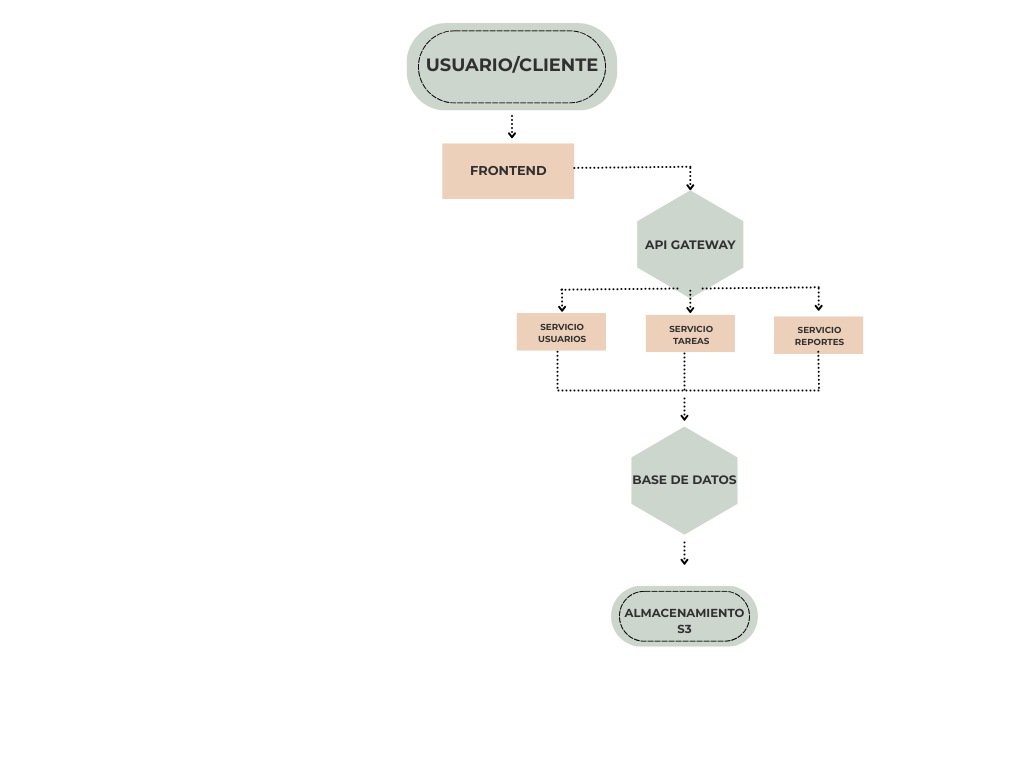 USUARIO/CLIENTE
FRONTEND
API GATEWAY
SERVICIO
USUARIOS
SERVICIO
TAREAS
SERVICIO
REPORTES
BASE DE DATOS
ALMACENAMIENTO
S3